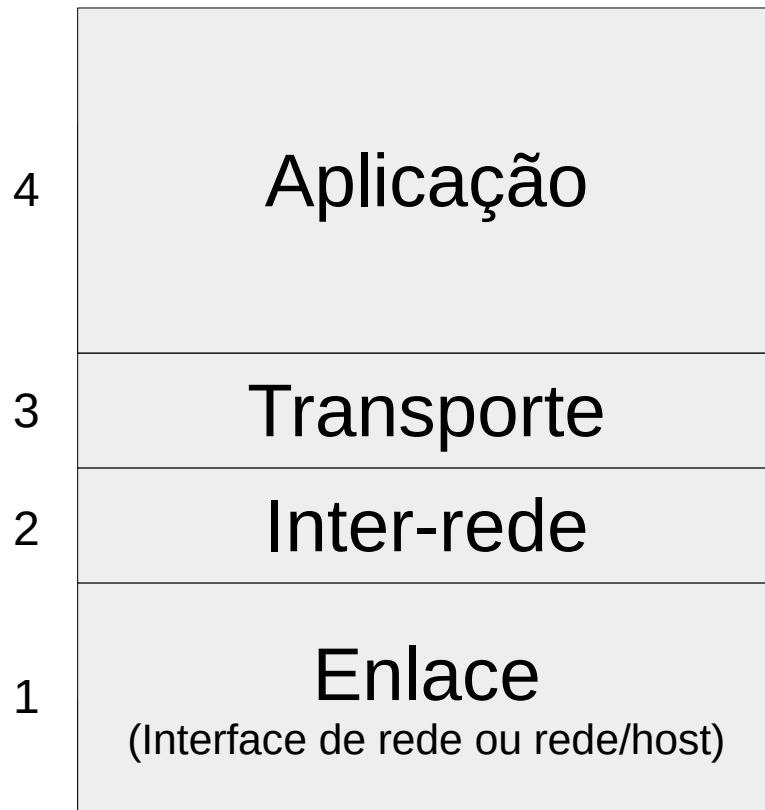 4 Aplicação
3 Transporte
2 Inter-rede
1 Enlace
(Interface de rede ou rede/host)